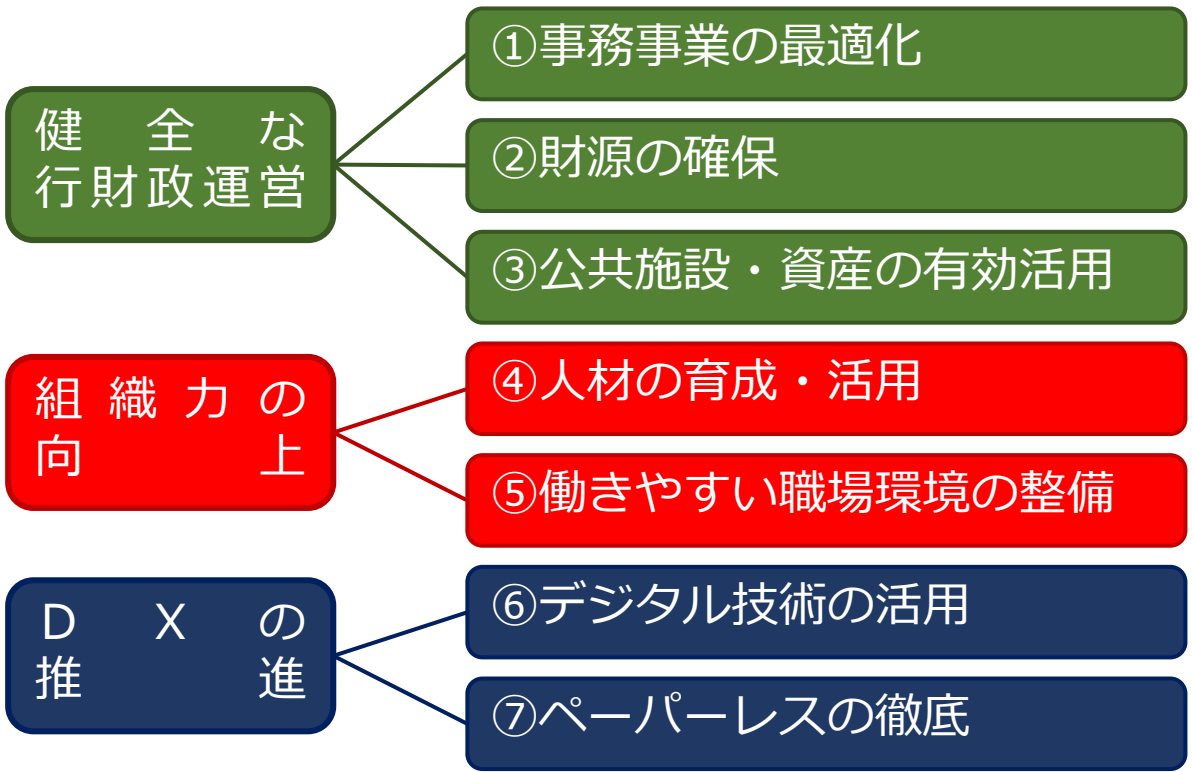 健全な
行財政運営
①事務事業の最適化
②財源の確保
③公共施設・資産の有効活用
組織力の
向上
④人材の育成・活用
⑤働きやすい職場環境の整備
DXの
推進
⑥デジタル技術の活用
⑦ペーパーレスの徹底